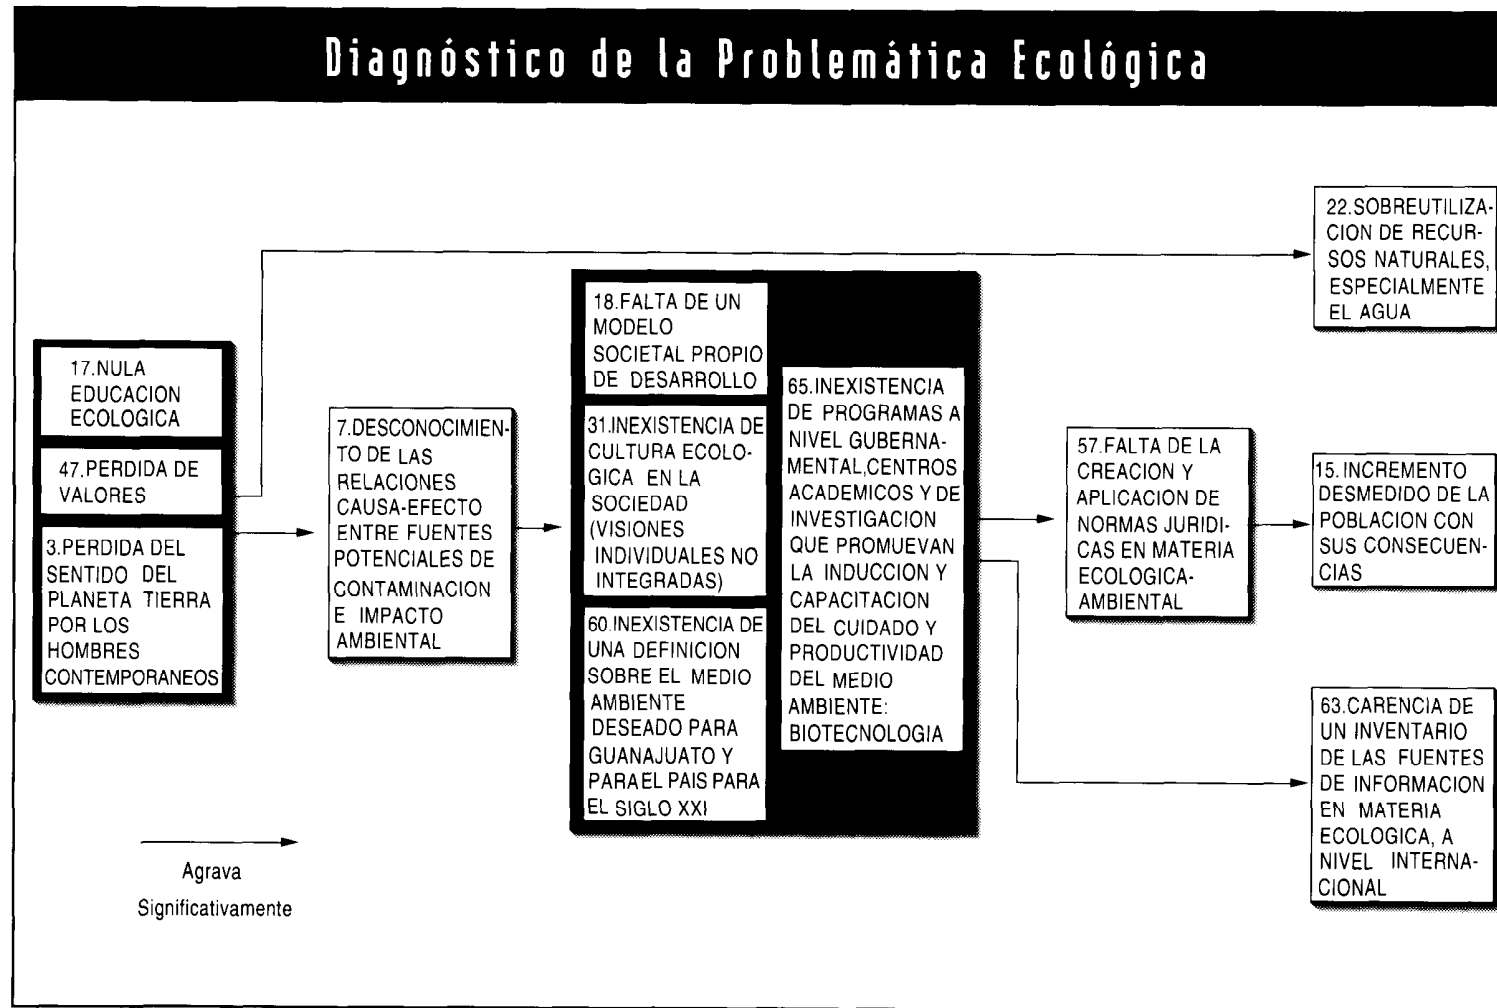 Diagnóstico de la Problemática Ecológica
17.NULA
EDUCACION
ECOLOGICA
47.PERDIDA DE
VALORES
3.PERDIDA DEL
SENTIDO DEL
PLANETA TIERRA
POR LOS
HOMBRES
CONTEMPORANEOS
7.DESCONOCIMIEN-
TO DE LAS
RELACIONES
CAUSA-EFECTO
ENTRE FUENTES
POTENCIALES DE
CONTAMINACION
E IMPACTO
AMBIENTAL
18.FALTA DE UN
MODELO
SOCIETAL PROPIO
DE DESARROLLO
31.INEXISTENCIA DE
CULTURA ECOLO-
GICA EN LA
SOCIEDAD
(VISIONES
INDIVIDUALES NO
INTEGRADAS)
60.INEXISTENCIA DE
UNA DEFINICION
SOBRE EL MEDIO
AMBIENTE
DESEADO PARA
GUANAJUATO Y
PARA EL PAIS PARA
EL SIGLO XXI
65.INEXISTENCIA
DE PROGRAMAS A
NIVEL GUBERNA-
MENTAL,CENTROS
ACADEMICOS Y DE
INVESTIGACION
QUE PROMUEVAN
LA INDUCCION Y
CAPACITACION
DEL CUIDADO Y
PRODUCTIVIDAD
DEL MEDIO
AMBIENTE:
BIOTECNOLOGIA
57.FALTA DE LA
CREACION Y
APLICACION DE
NORMAS JURIDI-
CAS EN MATERIA
ECOLOGICA-
AMBIENTAL
22.SOBREUTILIZA-
CION DE RECUR-
SOS NATURALES,
ESPECIALMENTE
EL AGUA
15.INCREMENTO
DESMEDIDO DE LA
POBLACION CON
SUS CONSECUEN-
CIAS
63.CARENCIA DE
UN INVENTARIO
DE LAS FUENTES
DE INFORMACION
EN MATERIA
ECOLOGICA, A
NIVEL INTERNA-
CIONAL
Agrava
Significativamente